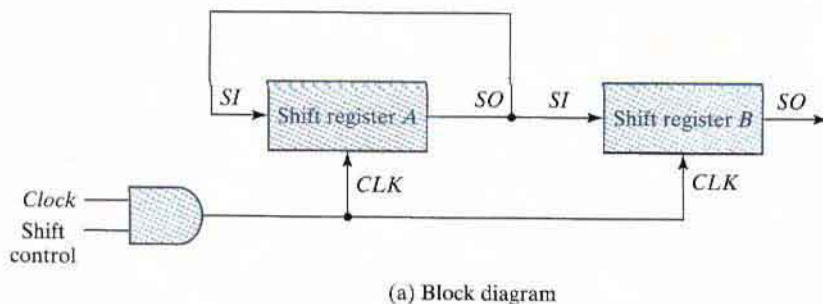 SI
Shift register A
SO
SI
Shift register B
SO
CLK
CLK
Clock
Shift
control
(a) Block diagram